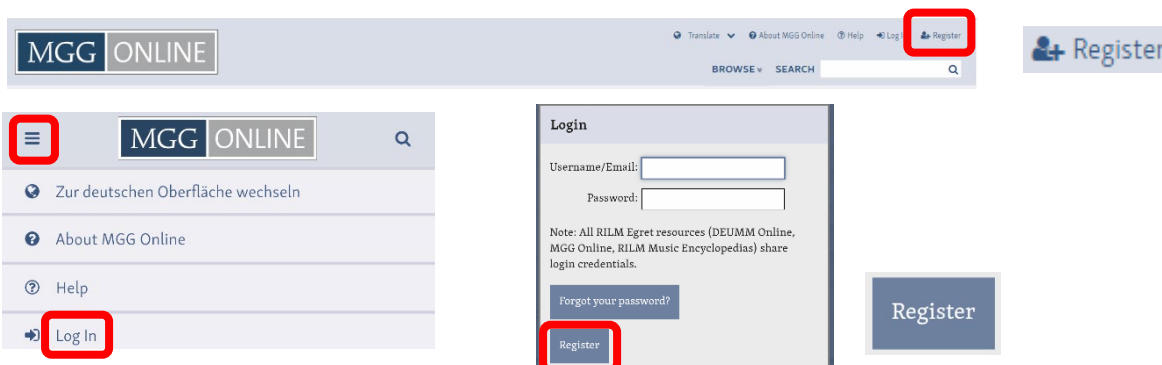 MGG ONLINE
Translate About MGG Online Help Log I Register
BROWSE SEARCH
Register
MGG ONLINE
Zur deutschen Oberfläche wechseln
About MGG Online
Help
Log In
Login
Username/Email:
Password:
Note: All RILM Egret resources (DEUMM Online,
MGG Online, RILM Music Encyclopedias) share
login credentials.
Forgot your password?
Register
Register